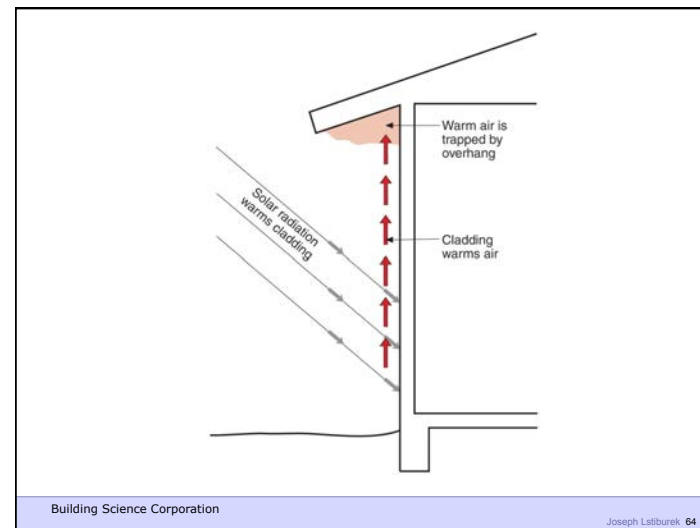 Warm air is
trapped by
overhang
Solar radiation
warms cladding
Cladding
warms air
Building Science Corporation
Joseph Lstiburek 64